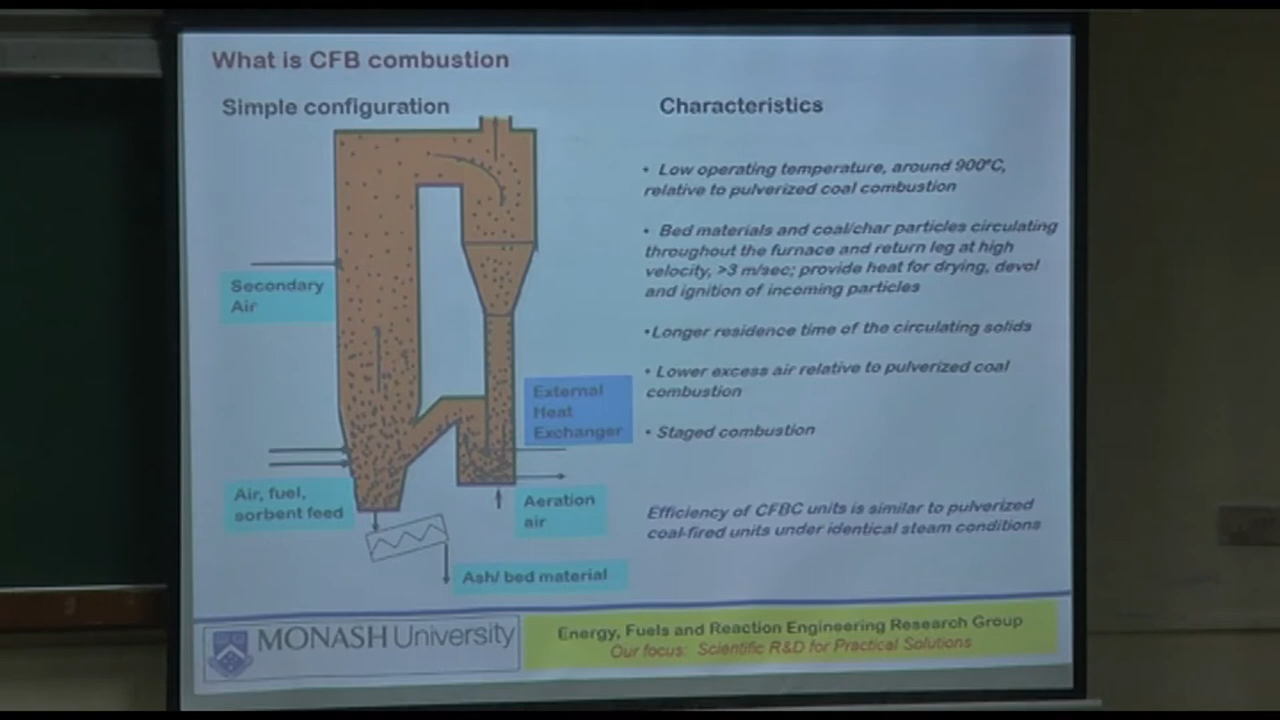 What is CFB combustion
Simple configuration
Secondary
Air
External
Heat
Exchanger
Air, fuel,
sorbent feed
Aeration
air
Ash/ bed material
Characteristics
• Low operating temperature, around 900°C,
relative to pulverized coal combustion
• Bed materials and coal/char particles circulating
throughout the furnace and return leg at high
velocity, >3 m/sec; provide heat for drying, devol
and ignition of incoming particles
•Longer residence time of the circulating solids
• Lower excess air relative to pulverized coal
combustion
• Staged combustion
Efficiency of CFBC units is similar to pulverized
coal-fired units under identical steam conditions
MONASH University
Energy, Fuels and Reaction Engineering Research Group
Our focus: Scientific R&D for Practical Solutions